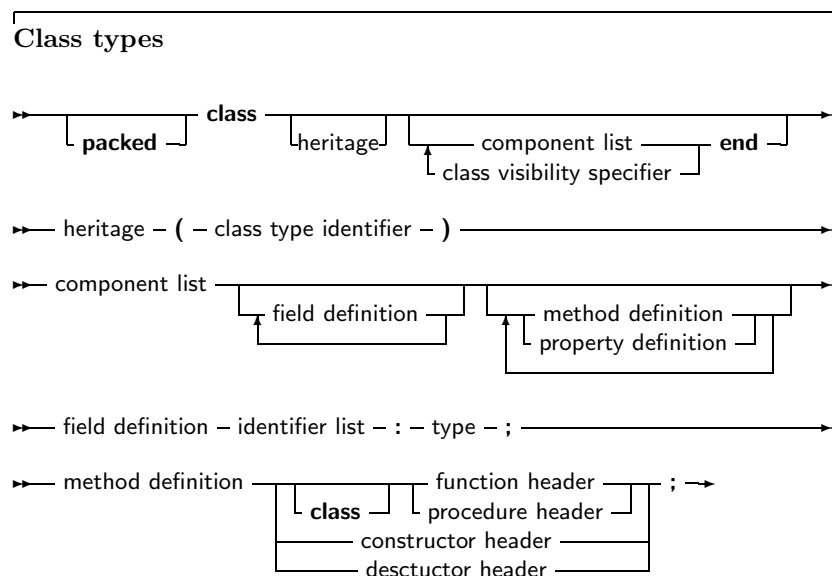 Class types
packed class heritage component list end
class visibility specifier
heritage ( class type identifier )
component list field definition method definition
property definition
field definition identifier list : type ;
method definition class function header ;
procedure header
constructor header
desctuctor header